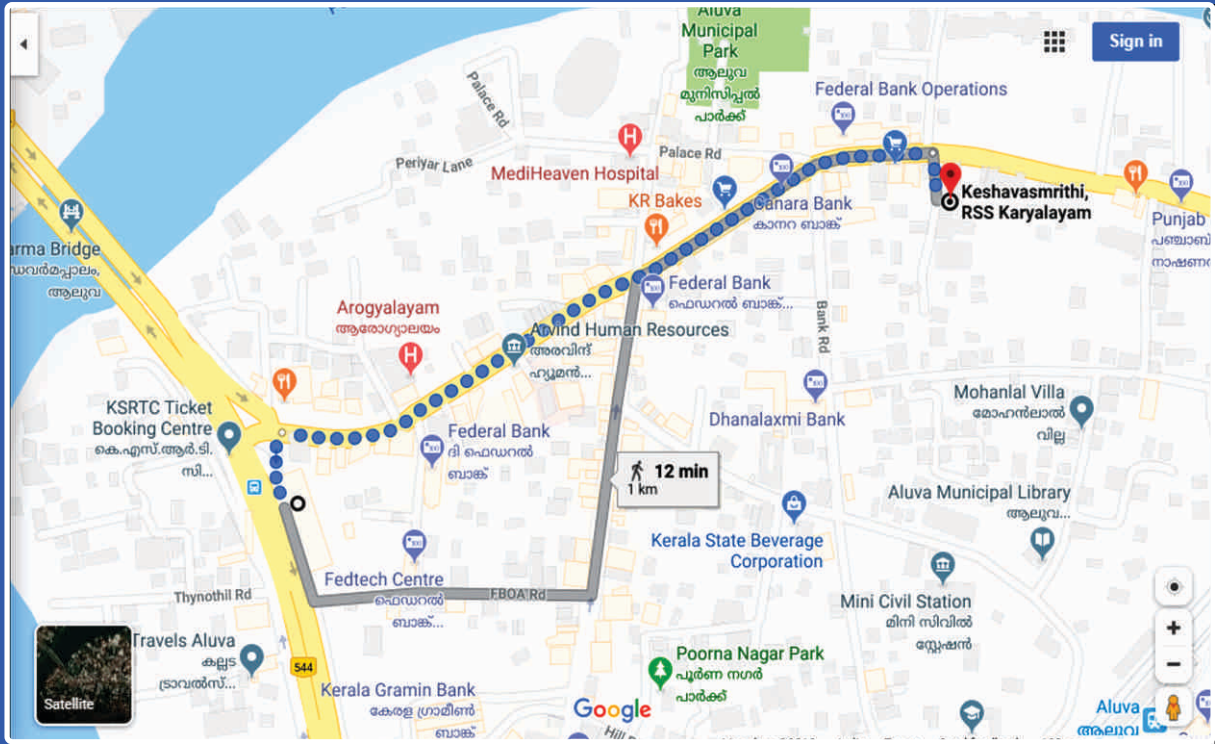 Aluva
Municipal
Park
ആലുവ
മുനിസിപ്പൽ
പാർക്ക്
Sign in
Federal Bank Operations
Palace Rd
Periyar Lane
Palace Rd
MediHeaven Hospital
KR Bakes
Canara Bank
കാനറ ബാങ്ക്
Keshavasmrithi,
RSS Karyalayam
Punjab
പഞ്ചാബ്
arma Bridge
ഡവർമപ്പാലം,
ആലുവ
Federal Bank
ഫെഡറൽ ബാങ്ക്...
Arogyalayam
ആരോഗ്യാലയം
Arvind Human Resources
അരവിന്ദ്
ഹ്യൂമൻ...
Bank Rd
KSRTC Ticket
Booking Centre
കെ.എസ്.ആർ.ടി.
സി...
Federal Bank
ദി ഫെഡറൽ
ബാങ്ക്
Dhanalaxmi Bank
Mohanlal Villa
മോഹൻലാൽ
വില്ല
12 min
1 km
Aluva Municipal Library
ആലുവ...
Kerala State Beverage
Corporation
Fedtech Centre
ഫെഡറൽ
ബാങ്ക്...
FBOA Rd
Thynothil Rd
Mini Civil Station
മിനി സിവിൽ
സ്റ്റേഷൻ
Travels Aluva
കല്ലട
ട്രാവൽസ്...
544
Poorna Nagar Park
പൂർണ നഗർ
പാർക്ക്
Satellite
Kerala Gramin Bank
കേരള ഗ്രാമീൺ
ബാങ്ക്
Google
Aluva
ആലുവ